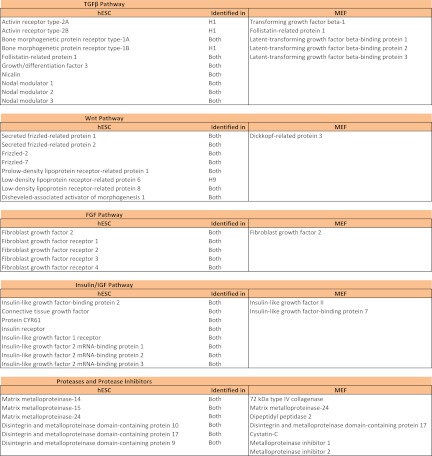 TGFβ Pathway
hESC Identified in MEF
Activin receptor type-2A H1 Transforming growth factor beta-1
Activin receptor type-2B H1 Follistatin-related protein 1
Bone morphogenetic protein receptor type-1A Both Latent-transforming growth factor beta-binding protein 1
Bone morphogenetic protein receptor type-1B H1 Latent-transforming growth factor beta-binding protein 2
Follistatin-related protein 1 Both Latent-transforming growth factor beta-binding protein 3
Growth/differentiation factor 3 Both
Nicalin Both
Nodal modulator 1 Both
Nodal modulator 2 Both
Nodal modulator 3 Both
Wnt Pathway
hESC Identified in MEF
Secreted frizzled-related protein 1 Both Dickkopf-related protein 3
Secreted frizzled-related protein 2 Both
Frizzled-2 Both
Frizzled-7 Both
Prolow-density lipoprotein receptor-related protein 1 Both
Low-density lipoprotein receptor-related protein 6 H9
Low-density lipoprotein receptor-related protein 8 Both
Disheveled-associated activator of morphogenesis 1 Both
FGF Pathway
hESC Identified in MEF
Fibroblast growth factor 2 Both Fibroblast growth factor 2
Fibroblast growth factor receptor 1 Both
Fibroblast growth factor receptor 2 Both
Fibroblast growth factor receptor 3 Both
Fibroblast growth factor receptor 4 Both
Insulin/IGF Pathway
hESC Identified in MEF
Insulin-like growth factor-binding protein 2 Both Insulin-like growth factor II
Connective tissue growth factor Both Insulin-like growth factor-binding protein 7
Protein CYR61 Both
Insulin receptor Both
Insulin-like growth factor 1 receptor Both
Insulin-like growth factor 2 mRNA-binding protein 1 Both
Insulin-like growth factor 2 mRNA-binding protein 2 Both
Insulin-like growth factor 2 mRNA-binding protein 3 Both
Proteases and Protease Inhibitors
hESC Identified in MEF
Matrix metalloproteinase-14 Both 72 kDa type IV collagenase
Matrix metalloproteinase-15 Both Matrix metalloproteinase-24
Matrix metalloproteinase-24 Both Dipeptidyl peptidase 2
Disintegrin and metalloproteinase domain-containing protein 10 Both Disintegrin and metalloproteinase domain-containing protein 17
Disintegrin and metalloproteinase domain-containing protein 17 Both Cystatin-C
Disintegrin and metalloproteinase domain-containing protein 9 Both Metalloproteinase inhibitor 1
Metalloproteinase inhibitor 2